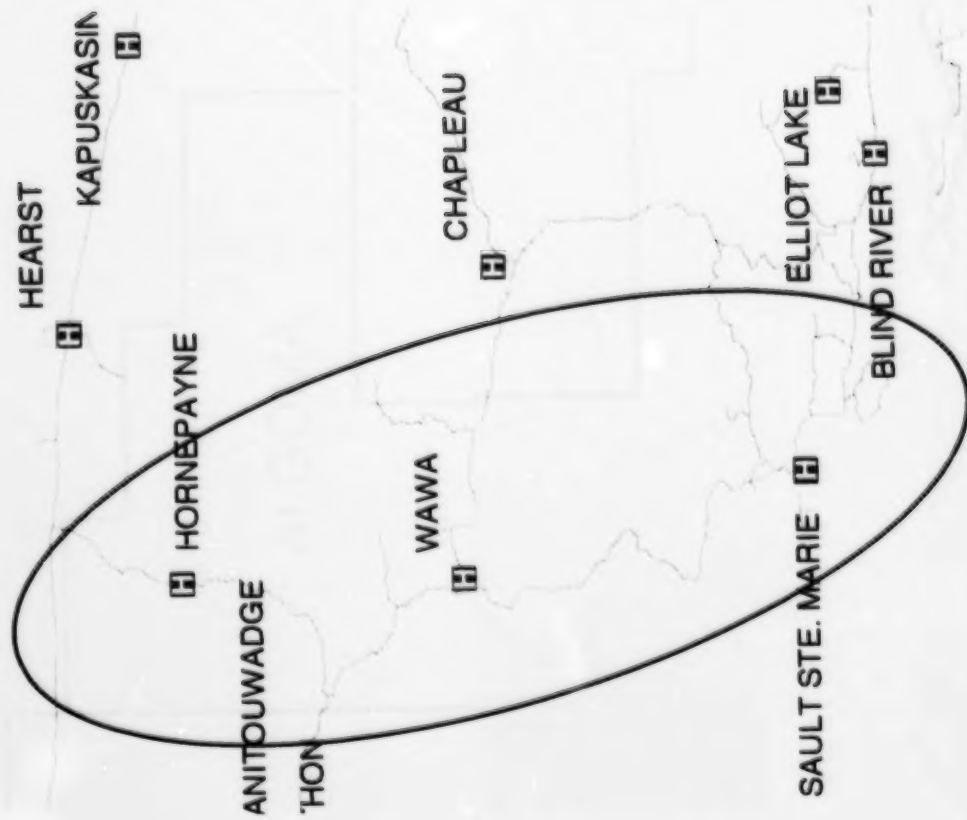 HEARST
H
KAPUSKASIN
H
HORNEPAYNE
H
ANITOUWADGE
'HON
CHAPLEAU
H
WAWA
H
ELLIOT LAKE
H
BLIND RIVER
H
SAULT STE. MARIE
H